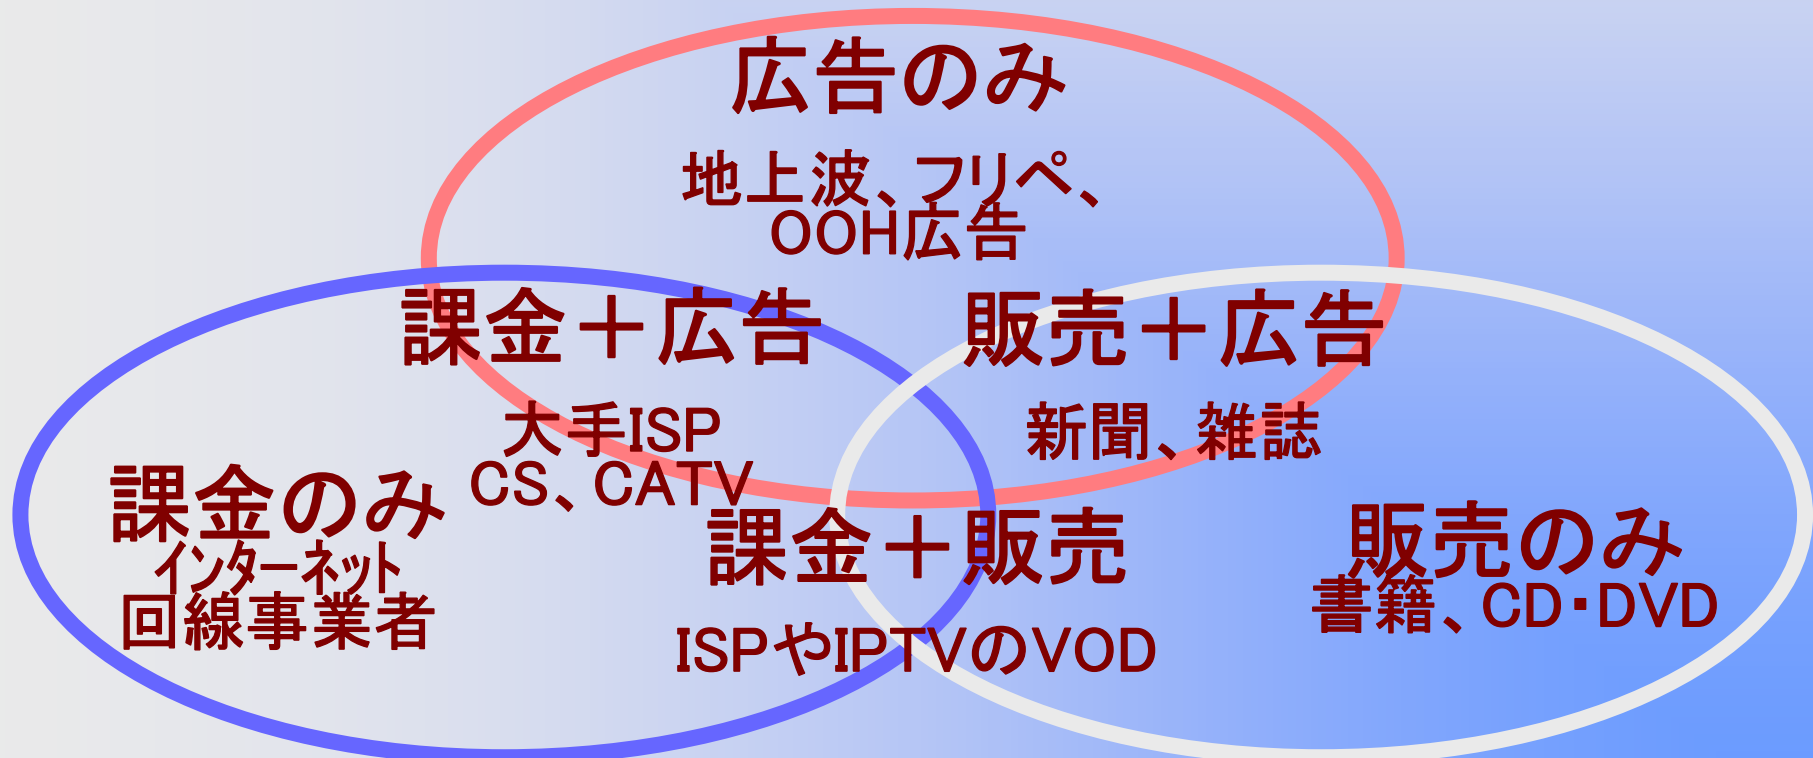 広告のみ
地上波、フリペ、
OOH広告
課金＋広告
販売＋広告
大手ISP
CS、CATV
新聞、雑誌
課金のみ
インターネット
回線事業者
課金＋販売
ISPやIPTVのVOD
販売のみ
書籍、CD・DVD